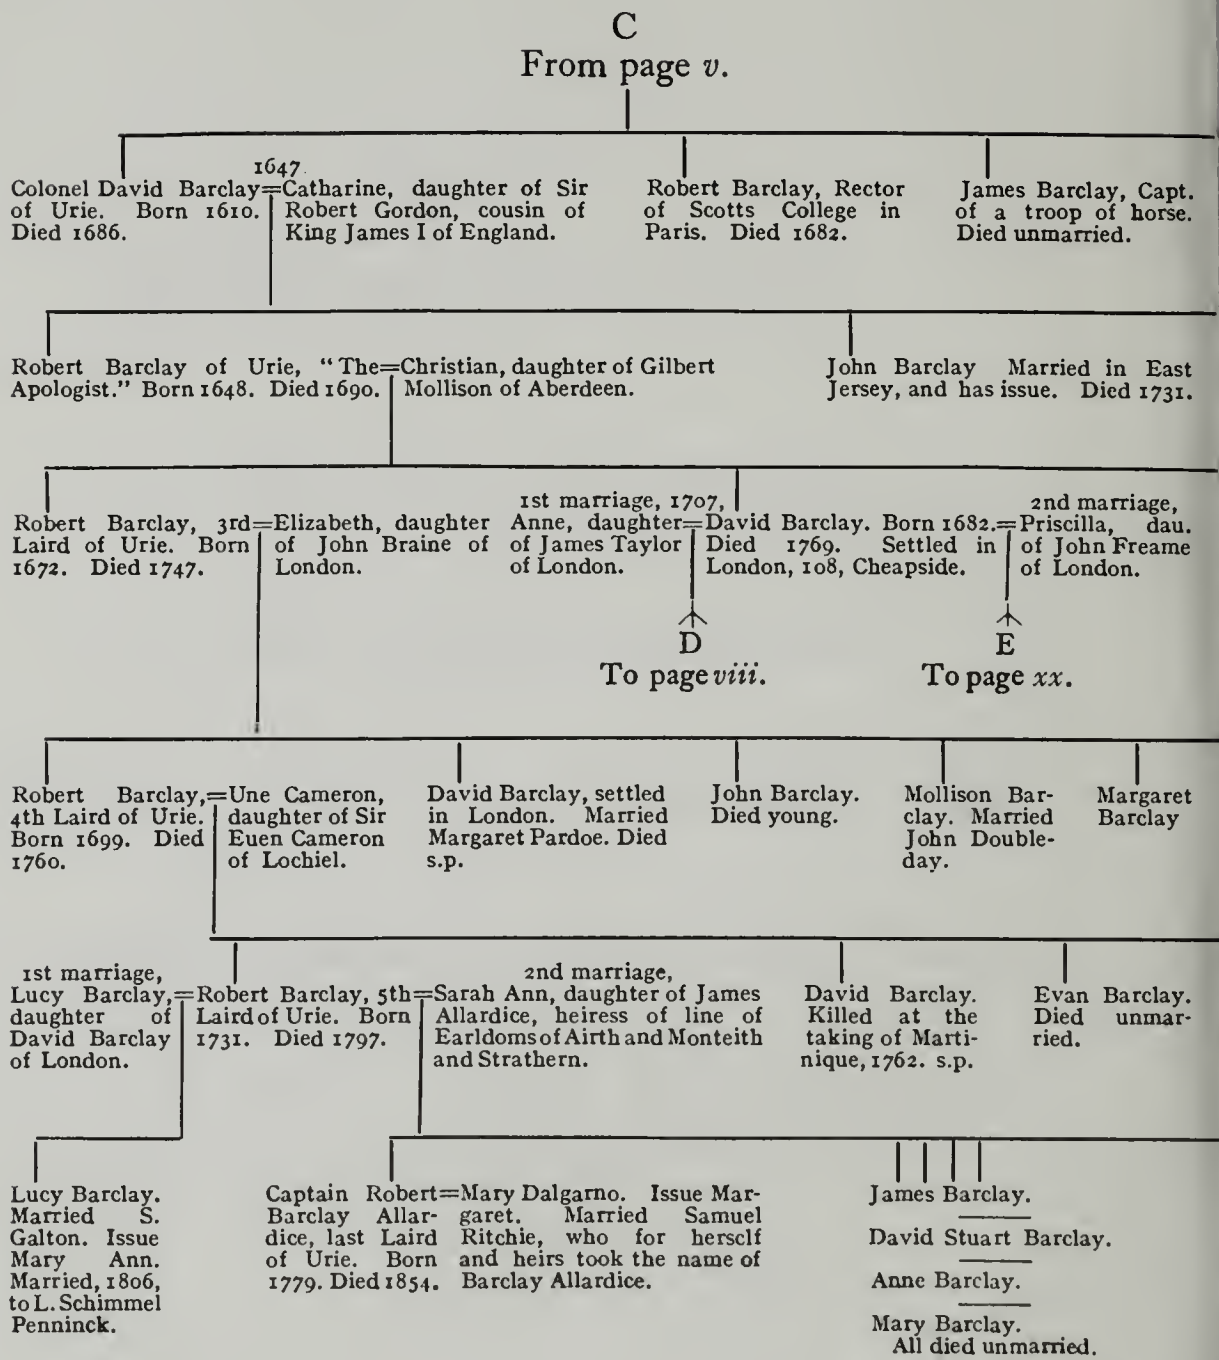 C
From page v.
1647
Colonel David Barclay=Catharine, daughter of Sir
of Urie. Born 1610. Robert Gordon, cousin of
Died 1686. King James I of England.
Robert Barclay, Rector
of Scotts College in
Paris. Died 1682.
James Barclay, Capt.
of a troop of horse.
Died unmarried.
Robert Barclay of Urie, "The=Christian, daughter of Gilbert
Apologist." Born 1648. Died 1690. Mollison of Aberdeen.
John Barclay Married in East
Jersey, and has issue. Died 1731.
Robert Barclay, 3rd=Elizabeth, daughter
Laird of Urie. Born of John Braine of
1672. Died 1747. London.
1st marriage, 1707,
Anne, daughter=David Barclay. Born 1682.=
of James Taylor Died 1769. Settled in
of London. London, 108, Cheapside.
2nd marriage,
Priscilla, dau.
of John Freame
of London.
D
To page viii.
E
To page xx.
Robert Barclay,=Une Cameron,
4th Laird of Urie. daughter of Sir
Born 1699. Died Euen Cameron
1760. of Lochiel.
David Barclay, settled
in London. Married
Margaret Pardoe. Died
s.p.
John Barclay.
Died young.
Mollison Bar-
clay. Married
John Double-
day.
Margaret
Barclay
1st marriage,
Lucy Barclay,=
daughter of
David Barclay
of London.
Robert Barclay, 5th=
Laird of Urie. Born
1731. Died 1797.
2nd marriage,
Sarah Ann, daughter of James
Allardice, heiress of line of
Earldoms of Airth and Monteith
and Strathern.
David Barclay.
Killed at the
taking of Marti-
nique, 1762. s.p.
Evan Barclay.
Died unmar-
ried.
Lucy Barclay.
Married S.
Galton. Issue
Mary Ann.
Married, 1806,
to L. Schimmel
Penninck.
Captain Robert=Mary Dalgarno. Issue Mar-
Barclay Allar- garet. Married Samuel
dice, last Laird Ritchie, who for herself
of Urie. Born and heirs took the name of
1779. Died 1854. Barclay Allardice.
James Barclay.
David Stuart Barclay.
Anne Barclay.
Mary Barclay.
All died unmarried.